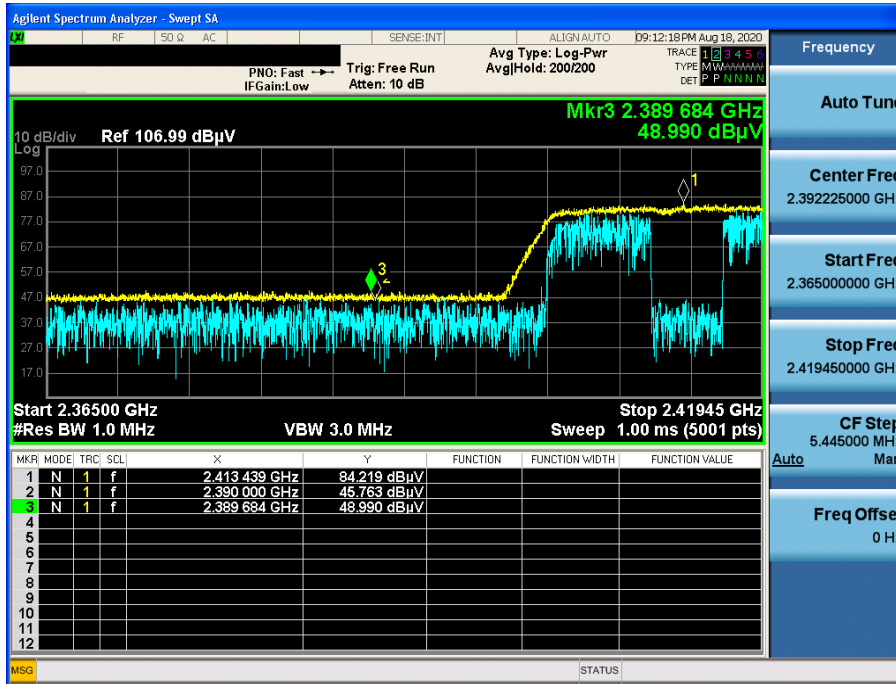 Agilent Spectrum Analyzer - Swept SA
LXI RF 50 Ω AC SENSE:INT ALIGN AUTO 09:12:18 PM Aug 18, 2020
Frequency
PNO: Fast Trig: Free Run Avg Type: Log-Pwr TRACE 1 2 3 4 5 6
IFGain:Low Atten: 10 dB Avg|Hold: 200/200 TYPE M
DET P P N N N N
Auto Tune
Mkr3 2.389 684 GHz
10 dB/div Ref 106.99 dBµV 48.990 dBµV
Log
97.0
87.0
77.0
67.0
57.0
47.0
37.0
27.0
17.0
1
3
2
Start 2.36500 GHz Stop 2.41945 GHz
#Res BW 1.0 MHz VBW 3.0 MHz Sweep 1.00 ms (5001 pts)
Center Freq
2.392225000 GH
Start Freq
2.365000000 GH
Stop Freq
2.419450000 GH
CF Step
5.445000 MH
Auto Man
Freq Offse
0 H
MKR MODE TRC SCL X Y FUNCTION FUNCTION WIDTH FUNCTION VALUE
1 N 1 f 2.413 439 GHz 84.219 dBµV
2 N 1 f 2.390 000 GHz 45.763 dBµV
3 N 1 f 2.389 684 GHz 48.990 dBµV
4
5
6
7
8
9
10
11
12
MSG STATUS